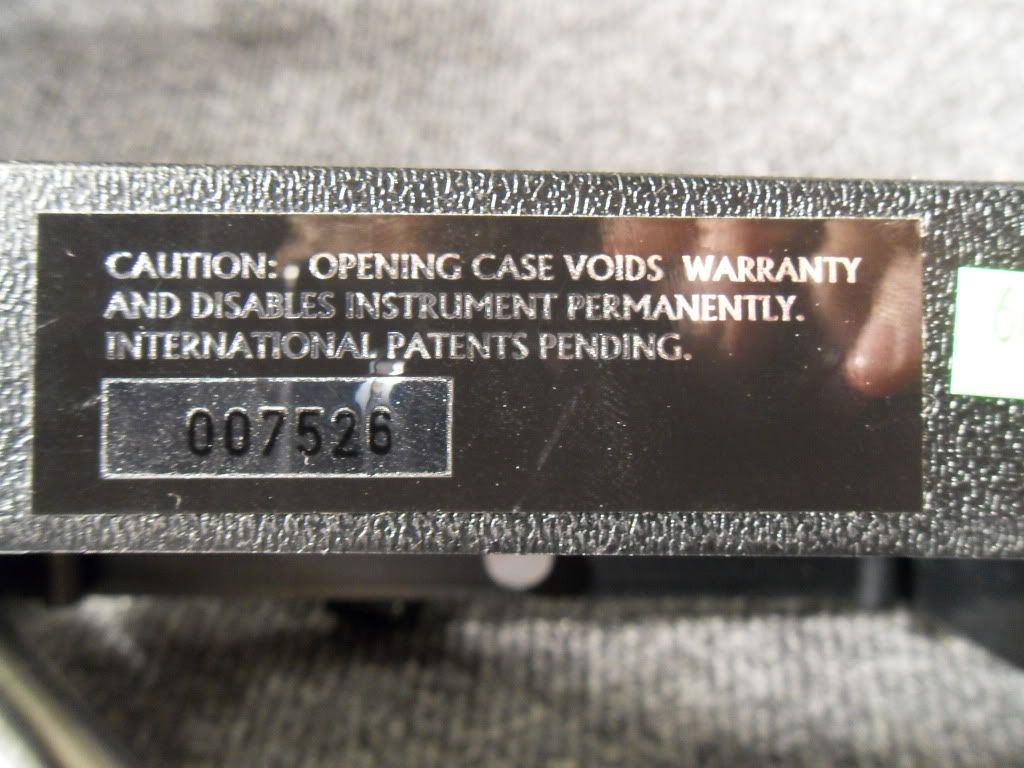 CAUTION: OPENING CASE VOIDS WARRANTY
AND DISABLES INSTRUMENT PERMANENTLY.
INTERNATIONAL PATENTS PENDING.
007526